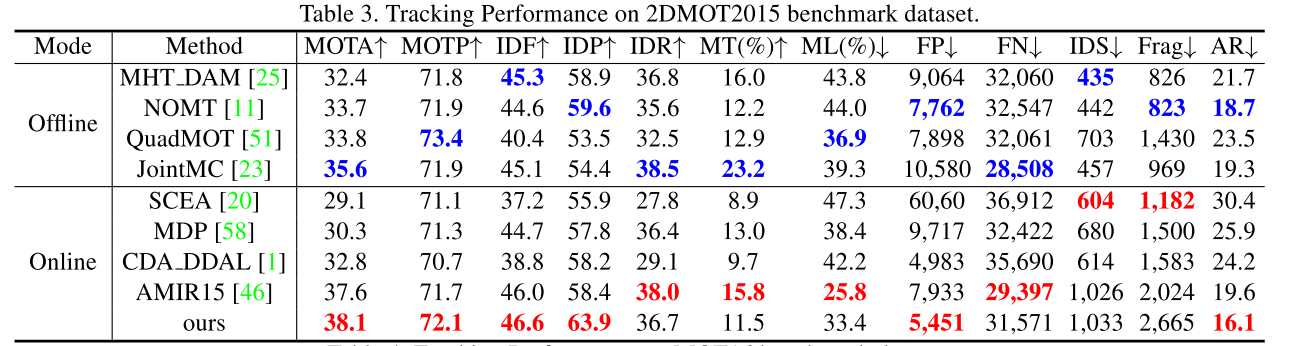 Table 3. Tracking Performance on 2DMOT2015 benchmark dataset.
Mode Method MOTA↑ MOTP↑ IDF↑ IDP↑ IDR↑ MT(%)↑ ML(%)↓ FP↓ FN↓ IDS↓ Frag↓ AR↓
Offline
MHT_DAM [25] 32.4 71.8 45.3 58.9 36.8 16.0 43.8 9,064 32,060 435 826 21.7
NOMT [11] 33.7 71.9 44.6 59.6 35.6 12.2 44.0 7,762 32,547 442 823 18.7
QuadMOT [51] 33.8 73.4 40.4 53.5 32.5 12.9 36.9 7,898 32,061 703 1,430 23.5
JointMC [23] 35.6 71.9 45.1 54.4 38.5 23.2 39.3 10,580 28,508 457 969 19.3
Online
SCEA [20] 29.1 71.1 37.2 55.9 27.8 8.9 47.3 60,60 36,912 604 1,182 30.4
MDP [58] 30.3 71.3 44.7 57.8 36.4 13.0 38.4 9,717 32,422 680 1,500 25.9
CDA_DDAL [1] 32.8 70.7 38.8 58.2 29.1 9.7 42.2 4,983 35,690 614 1,583 24.2
AMIR15 [46] 37.6 71.7 46.0 58.4 38.0 15.8 25.8 7,933 29,397 1,026 2,024 19.6
ours 38.1 72.1 46.6 63.9 36.7 11.5 33.4 5,451 31,571 1,033 2,665 16.1